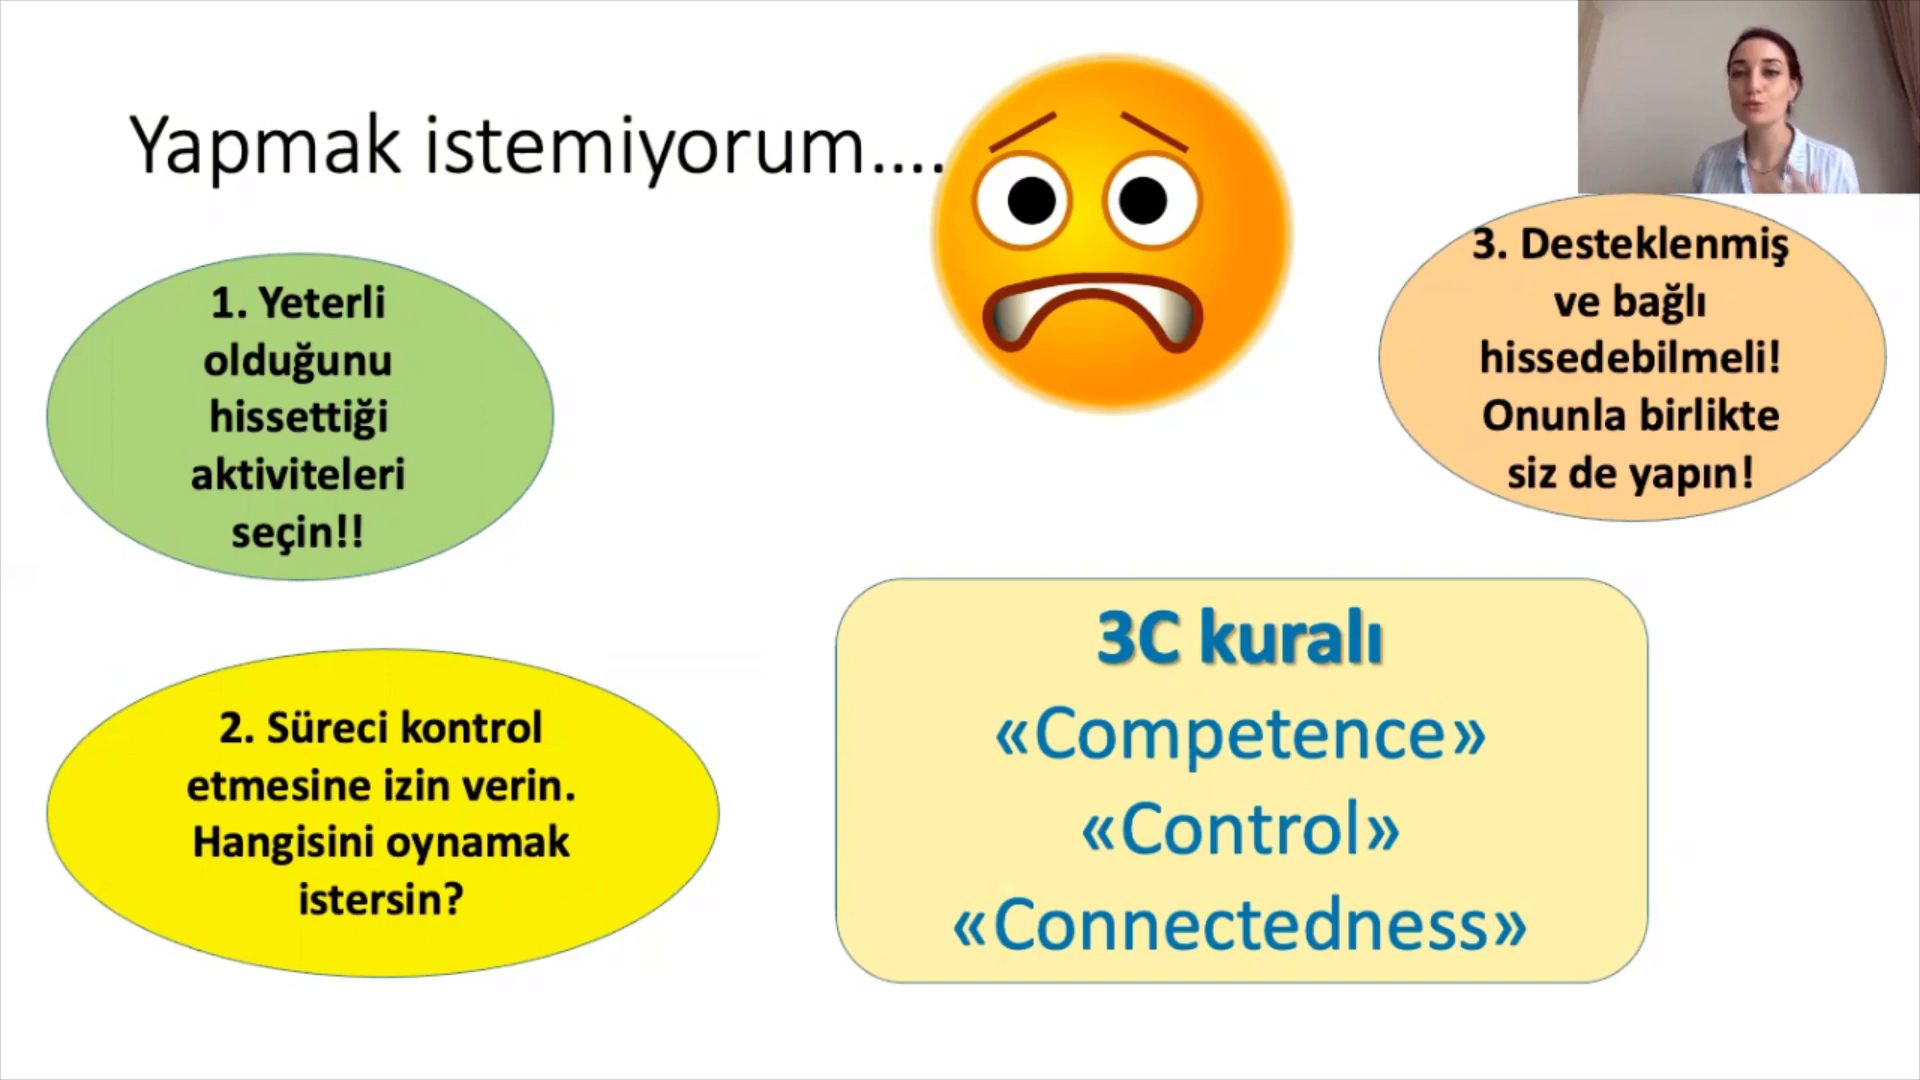 Yapmak istemiyorum....
1. Yeterli
olduğunu
hissettiği
aktiviteleri
seçin!!
2. Süreci kontrol
etmesine izin verin.
Hangisini oynamak
istersin?
3. Desteklenmiş
ve bağlı
hissedebilmeli!
Onunla birlikte
siz de yapın!
3C kuralı
«Competence»
«Control»
«Connectedness»